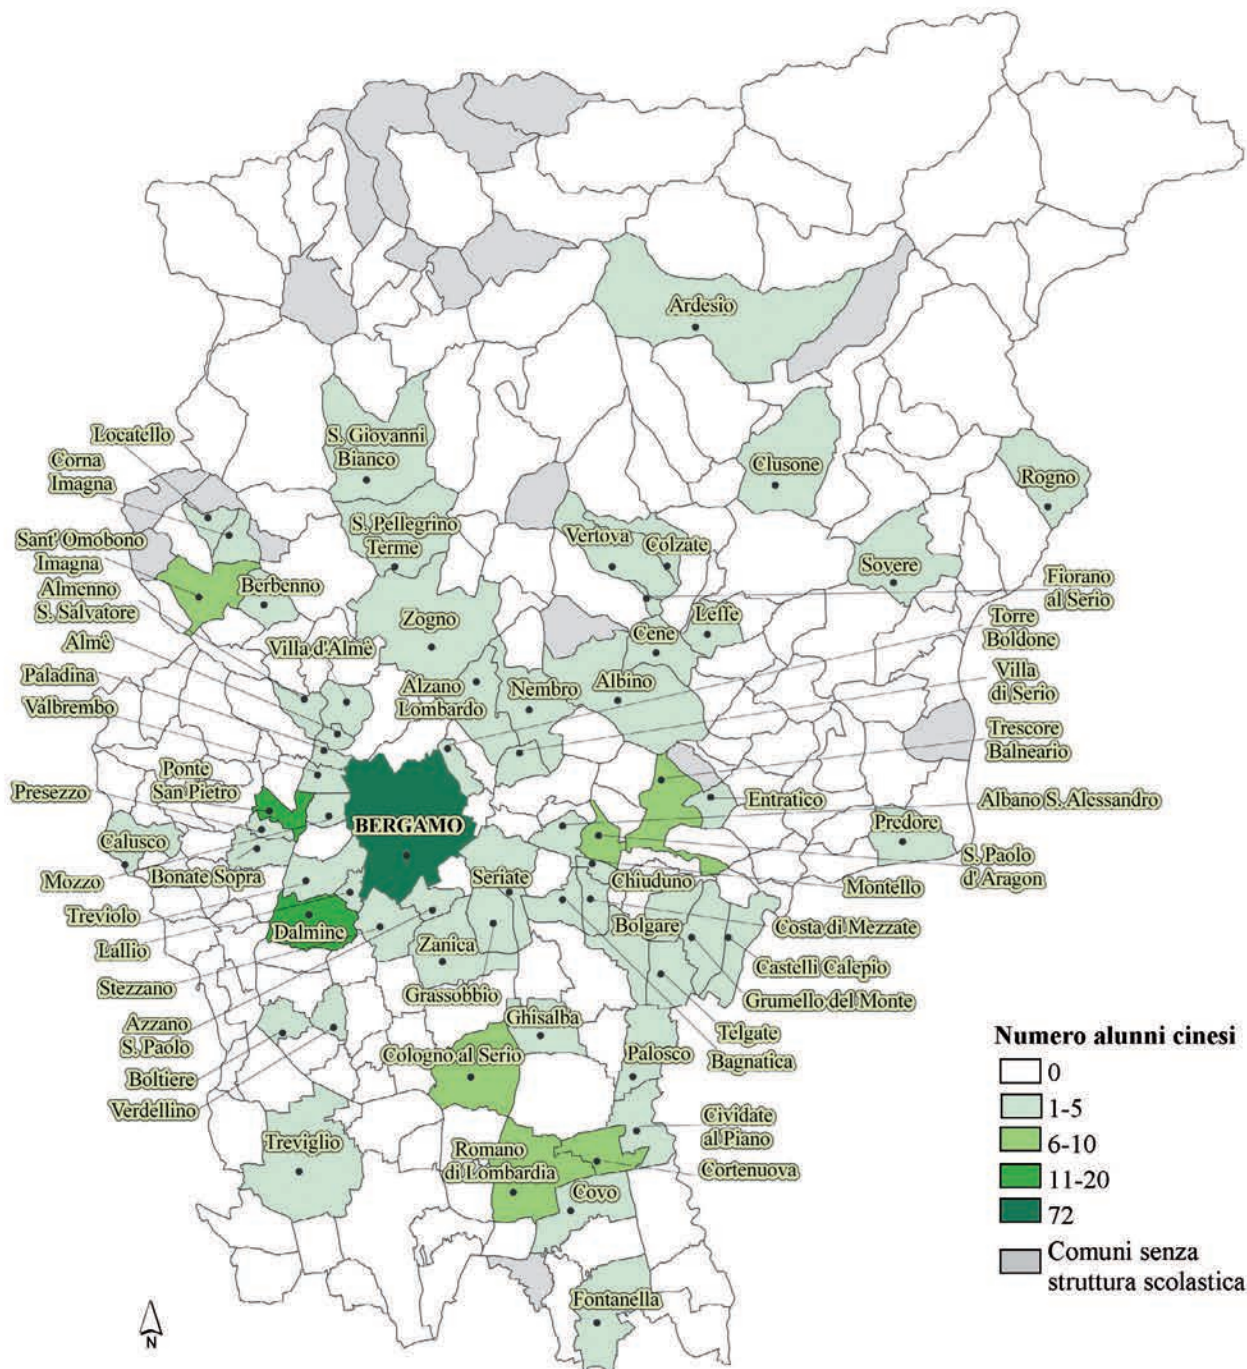 Ardesio
Locatello
S. Giovanni
Bianco
Corna
Imagna
Clusone
Rogno
Sant' Omobono
Imagna
S. Pellegrino
Terme
Vertova
Colzate
Sovere
Almenno
S. Salvatore
Berbenno
Fiorano
al Serio
Zogno
Leffe
Torre
Boldone
Almè
Villa d'Almè
Cene
Paladina
Alzano
Lombardo
Nembro
Albino
Villa
di Serio
Valbrembo
Trescore
Balneario
Ponte
San Pietro
Presezzo
Entratico
Albano S. Alessandro
Calusco
BERGAMO
Predore
Mozzo
Bonate Sopra
Seriate
Chiuduno
Montello
S. Paolo
d' Aragon
Treviolo
Lallio
Dalmine
Zanica
Bolgare
Costa di Mezzate
Castelli Calepio
Stezzano
Grassobbio
Grumello del Monte
Azzano
S. Paolo
Ghisalba
Telgate
Bagnatica
Boltiere
Cologno al Serio
Palosco
Verdellino
Treviglio
Romano
di Lombardia
Cividate
al Piano
Cortenuova
Covo
Fontanella
N
Numero alunni cinesi
0
1-5
6-10
11-20
72
Comuni senza
struttura scolastica